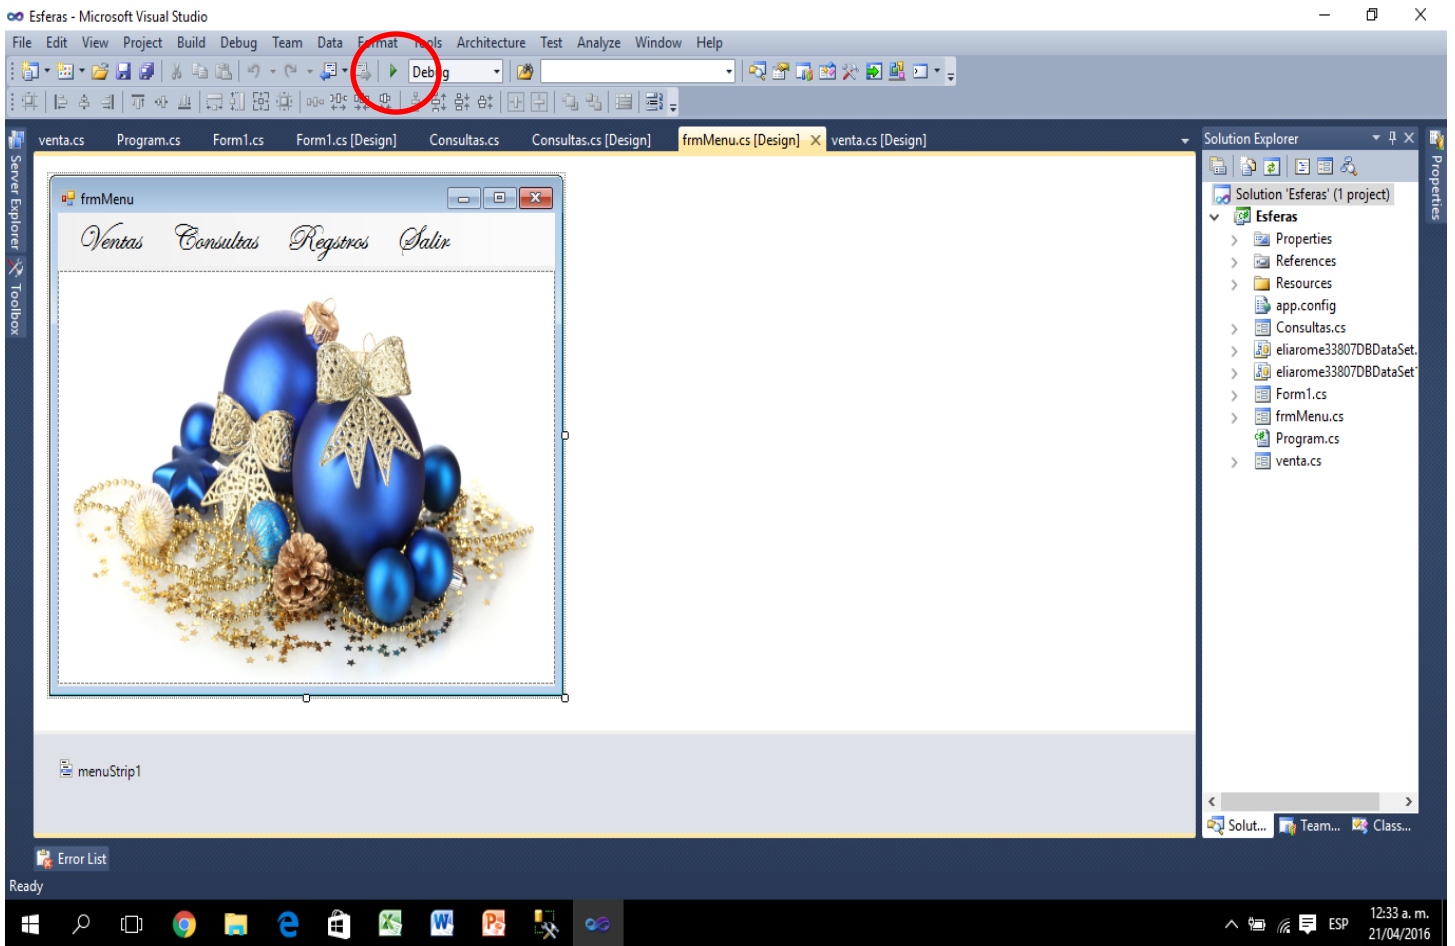 Esferas - Microsoft Visual Studio
File Edit View Project Build Debug Team Data Format Tools Architecture Test Analyze Window Help
Debug
venta.cs Program.cs Form1.cs Form1.cs [Design] Consultas.cs Consultas.cs [Design] frmMenu.cs [Design] venta.cs [Design]
Server Explorer
Toolbox
frmMenu
Ventas Consultas Regstros Salir
menuStrip1
Solution Explorer
Solution 'Esferas' (1 project)
Esferas
Properties
References
Resources
app.config
Consultas.cs
eliarome33807DBDataSet.
eliarome33807DBDataSet1
Form1.cs
frmMenu.cs
Program.cs
venta.cs
Solut... Team... Class...
Properties
Error List
Ready
ESP
12:33 a. m.
21/04/2016